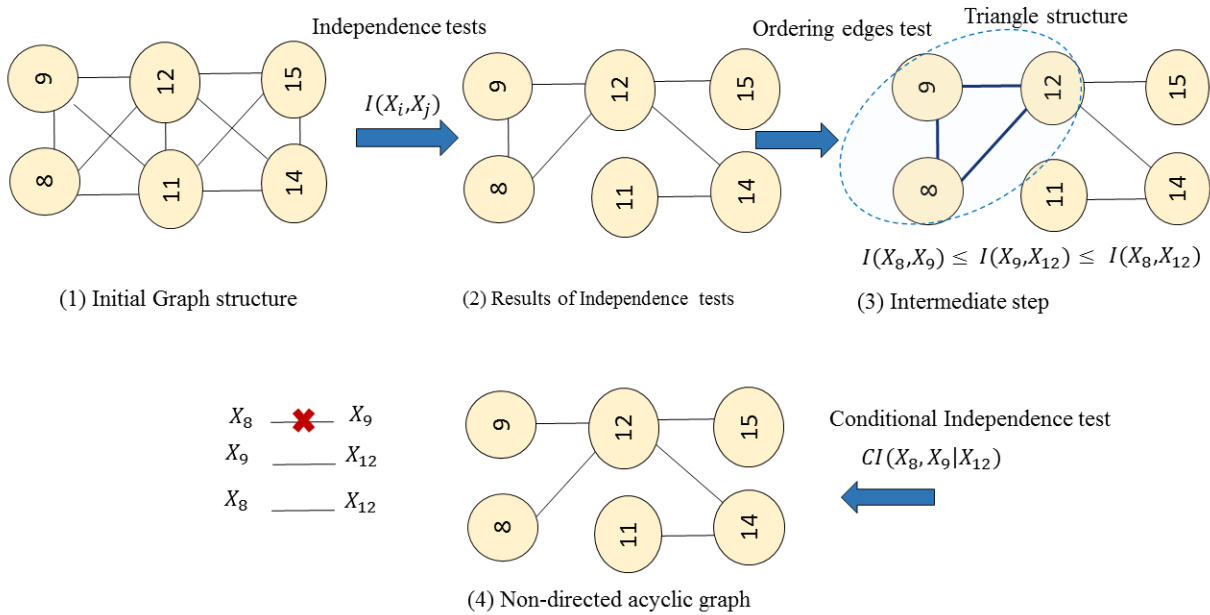 Independence tests
Ordering edges test
Triangle structure
9
12
15
8
11
14
I(X_i,X_j)
9
12
15
8
11
14
9
12
15
8
11
14
I(X_8,X_9) ≤ I(X_9,X_12) ≤ I(X_8,X_12)
(1) Initial Graph structure
(2) Results of Independence tests
(3) Intermediate step
X_8 X_9
X_9 X_12
X_8 X_12
9
12
15
8
11
14
Conditional Independence test
CI(X_8,X_9|X_12)
(4) Non-directed acyclic graph